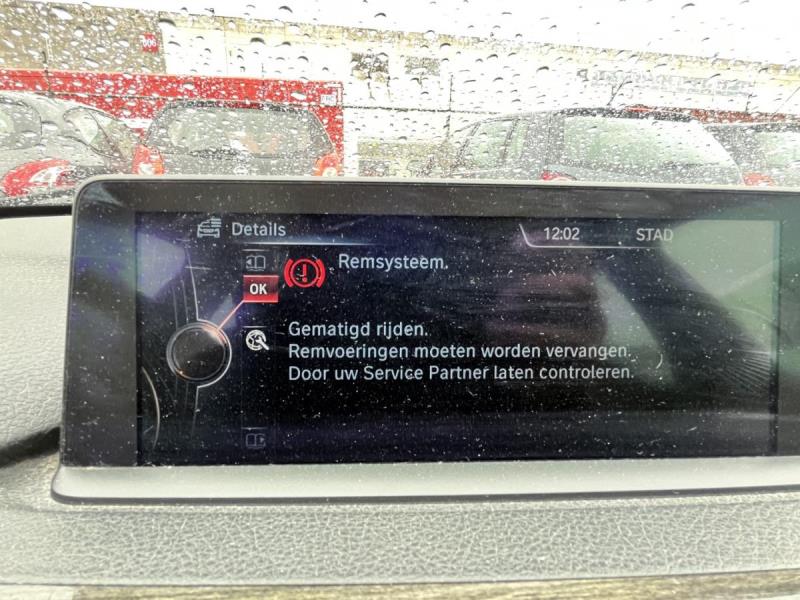 Details
12:02
STAD
Remsysteem.
OK
Gematigd rijden.
Remvoeringen moeten worden vervangen.
Door uw Service Partner laten controleren.